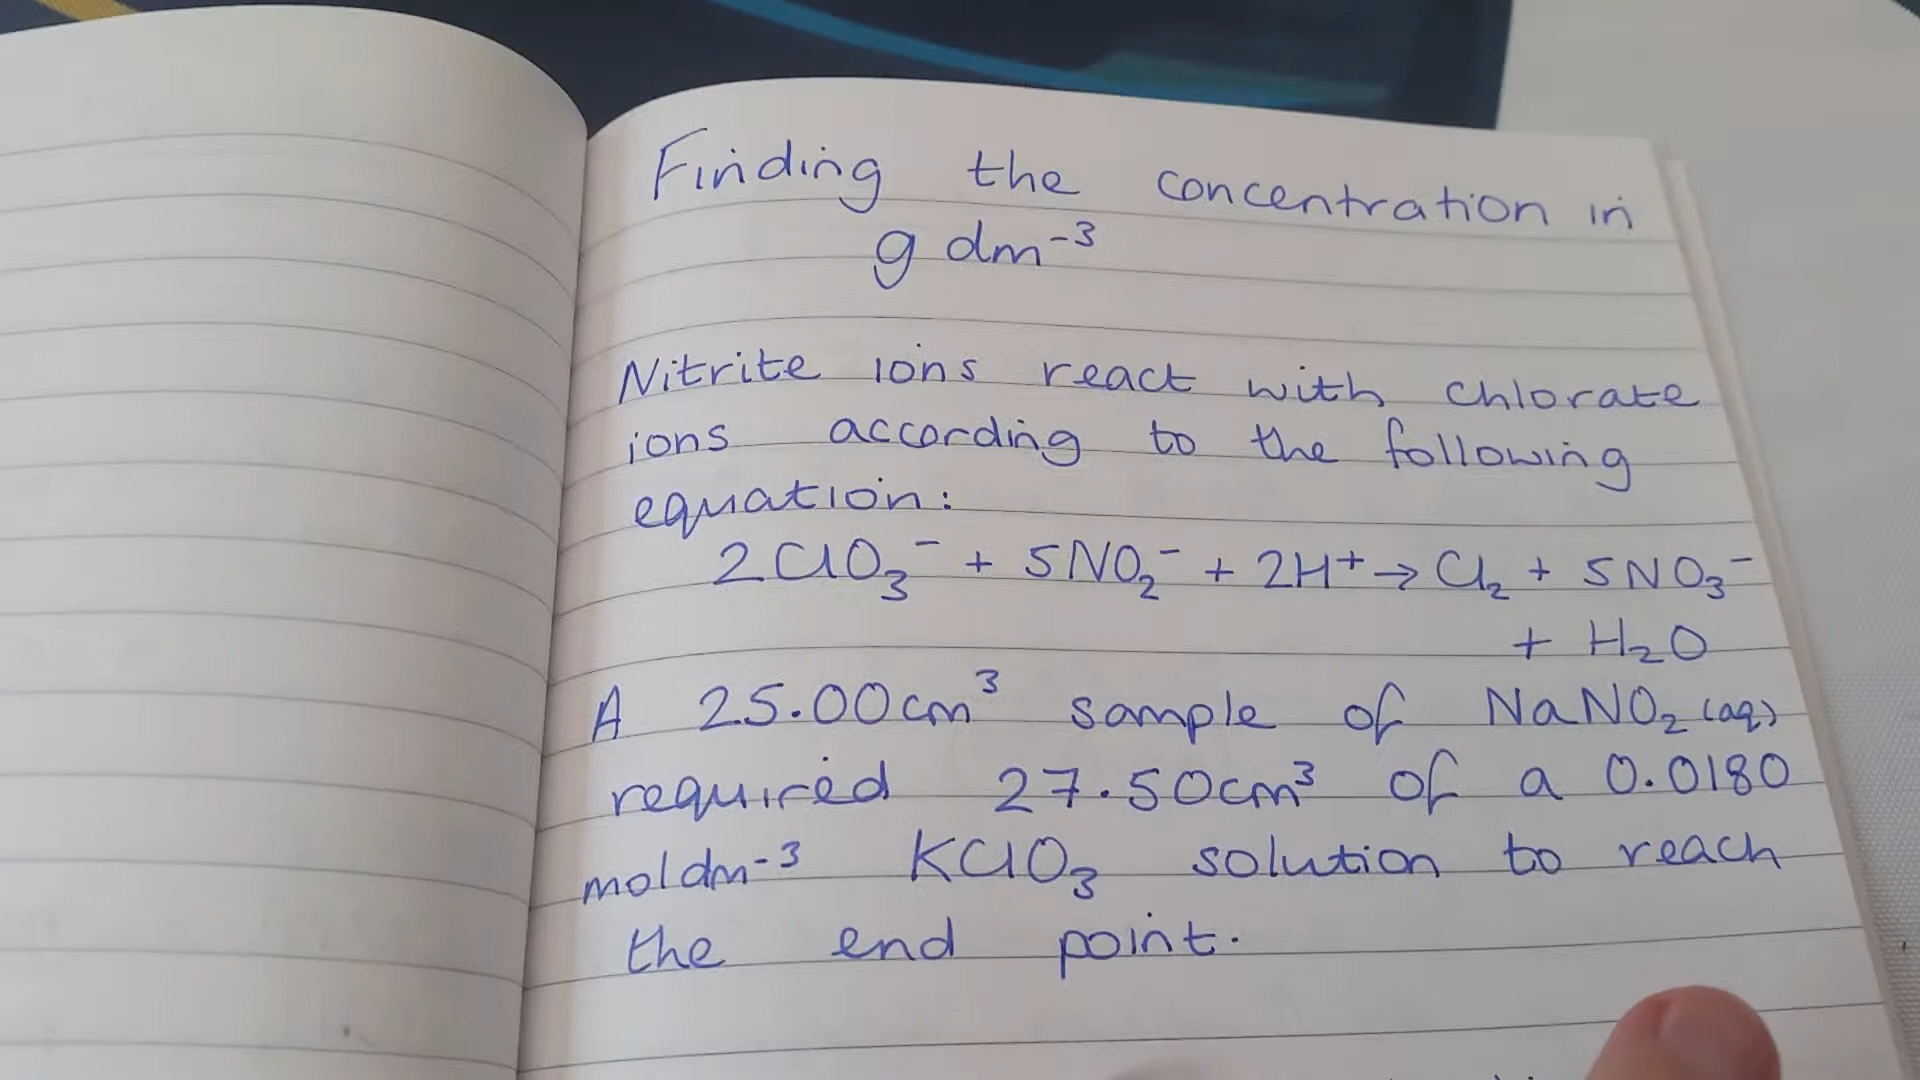 Finding the concentration in
g dm⁻³
Nitrite ions react with chlorate
ions according to the following
equation:
2ClO₃⁻ + 5NO₂⁻ + 2H⁺ → Cl₂ + 5NO₃⁻
+ H₂O
A 25.00cm³ sample of NaNO₂(aq)
required 27.50cm³ of a 0.0180
moldm⁻³ KClO₃ solution to reach
the end point.